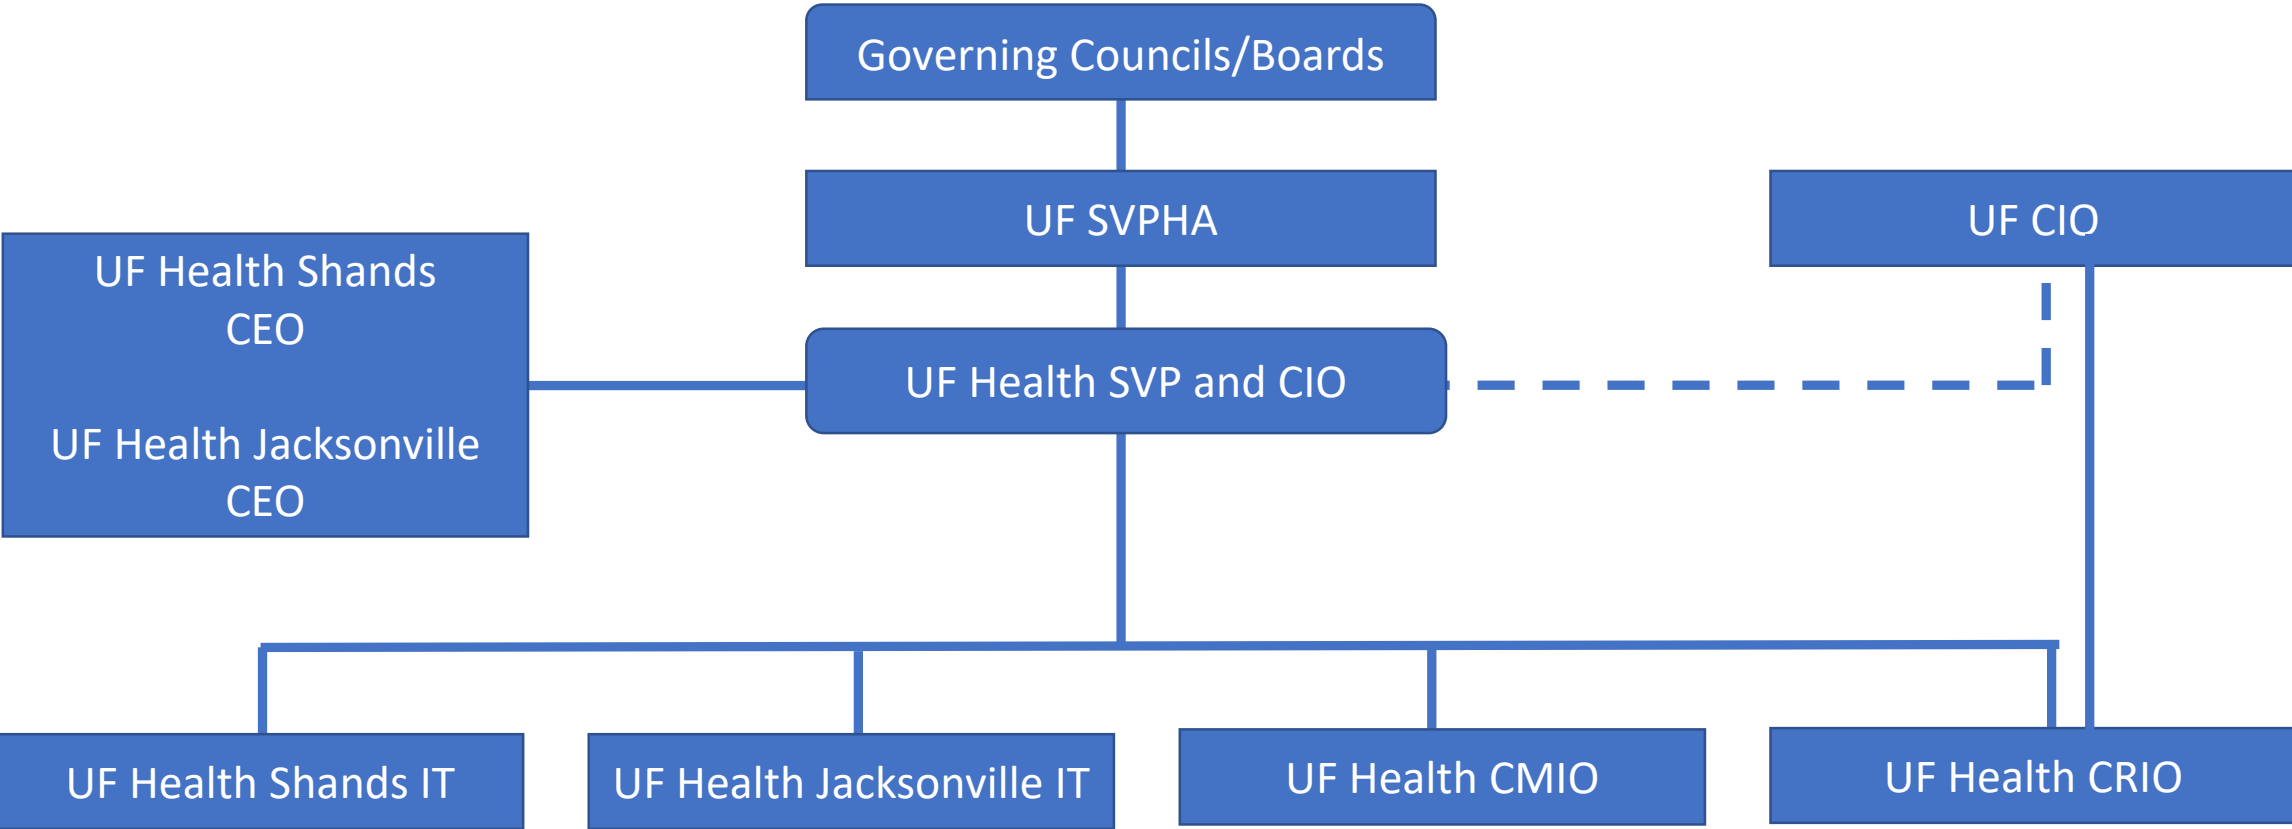 Governing Councils/Boards
UF SVPHA
UF CIO
UF Health Shands
CEO
UF Health Jacksonville
CEO
UF Health SVP and CIO
UF Health Shands IT
UF Health Jacksonville IT
UF Health CMIO
UF Health CRIO